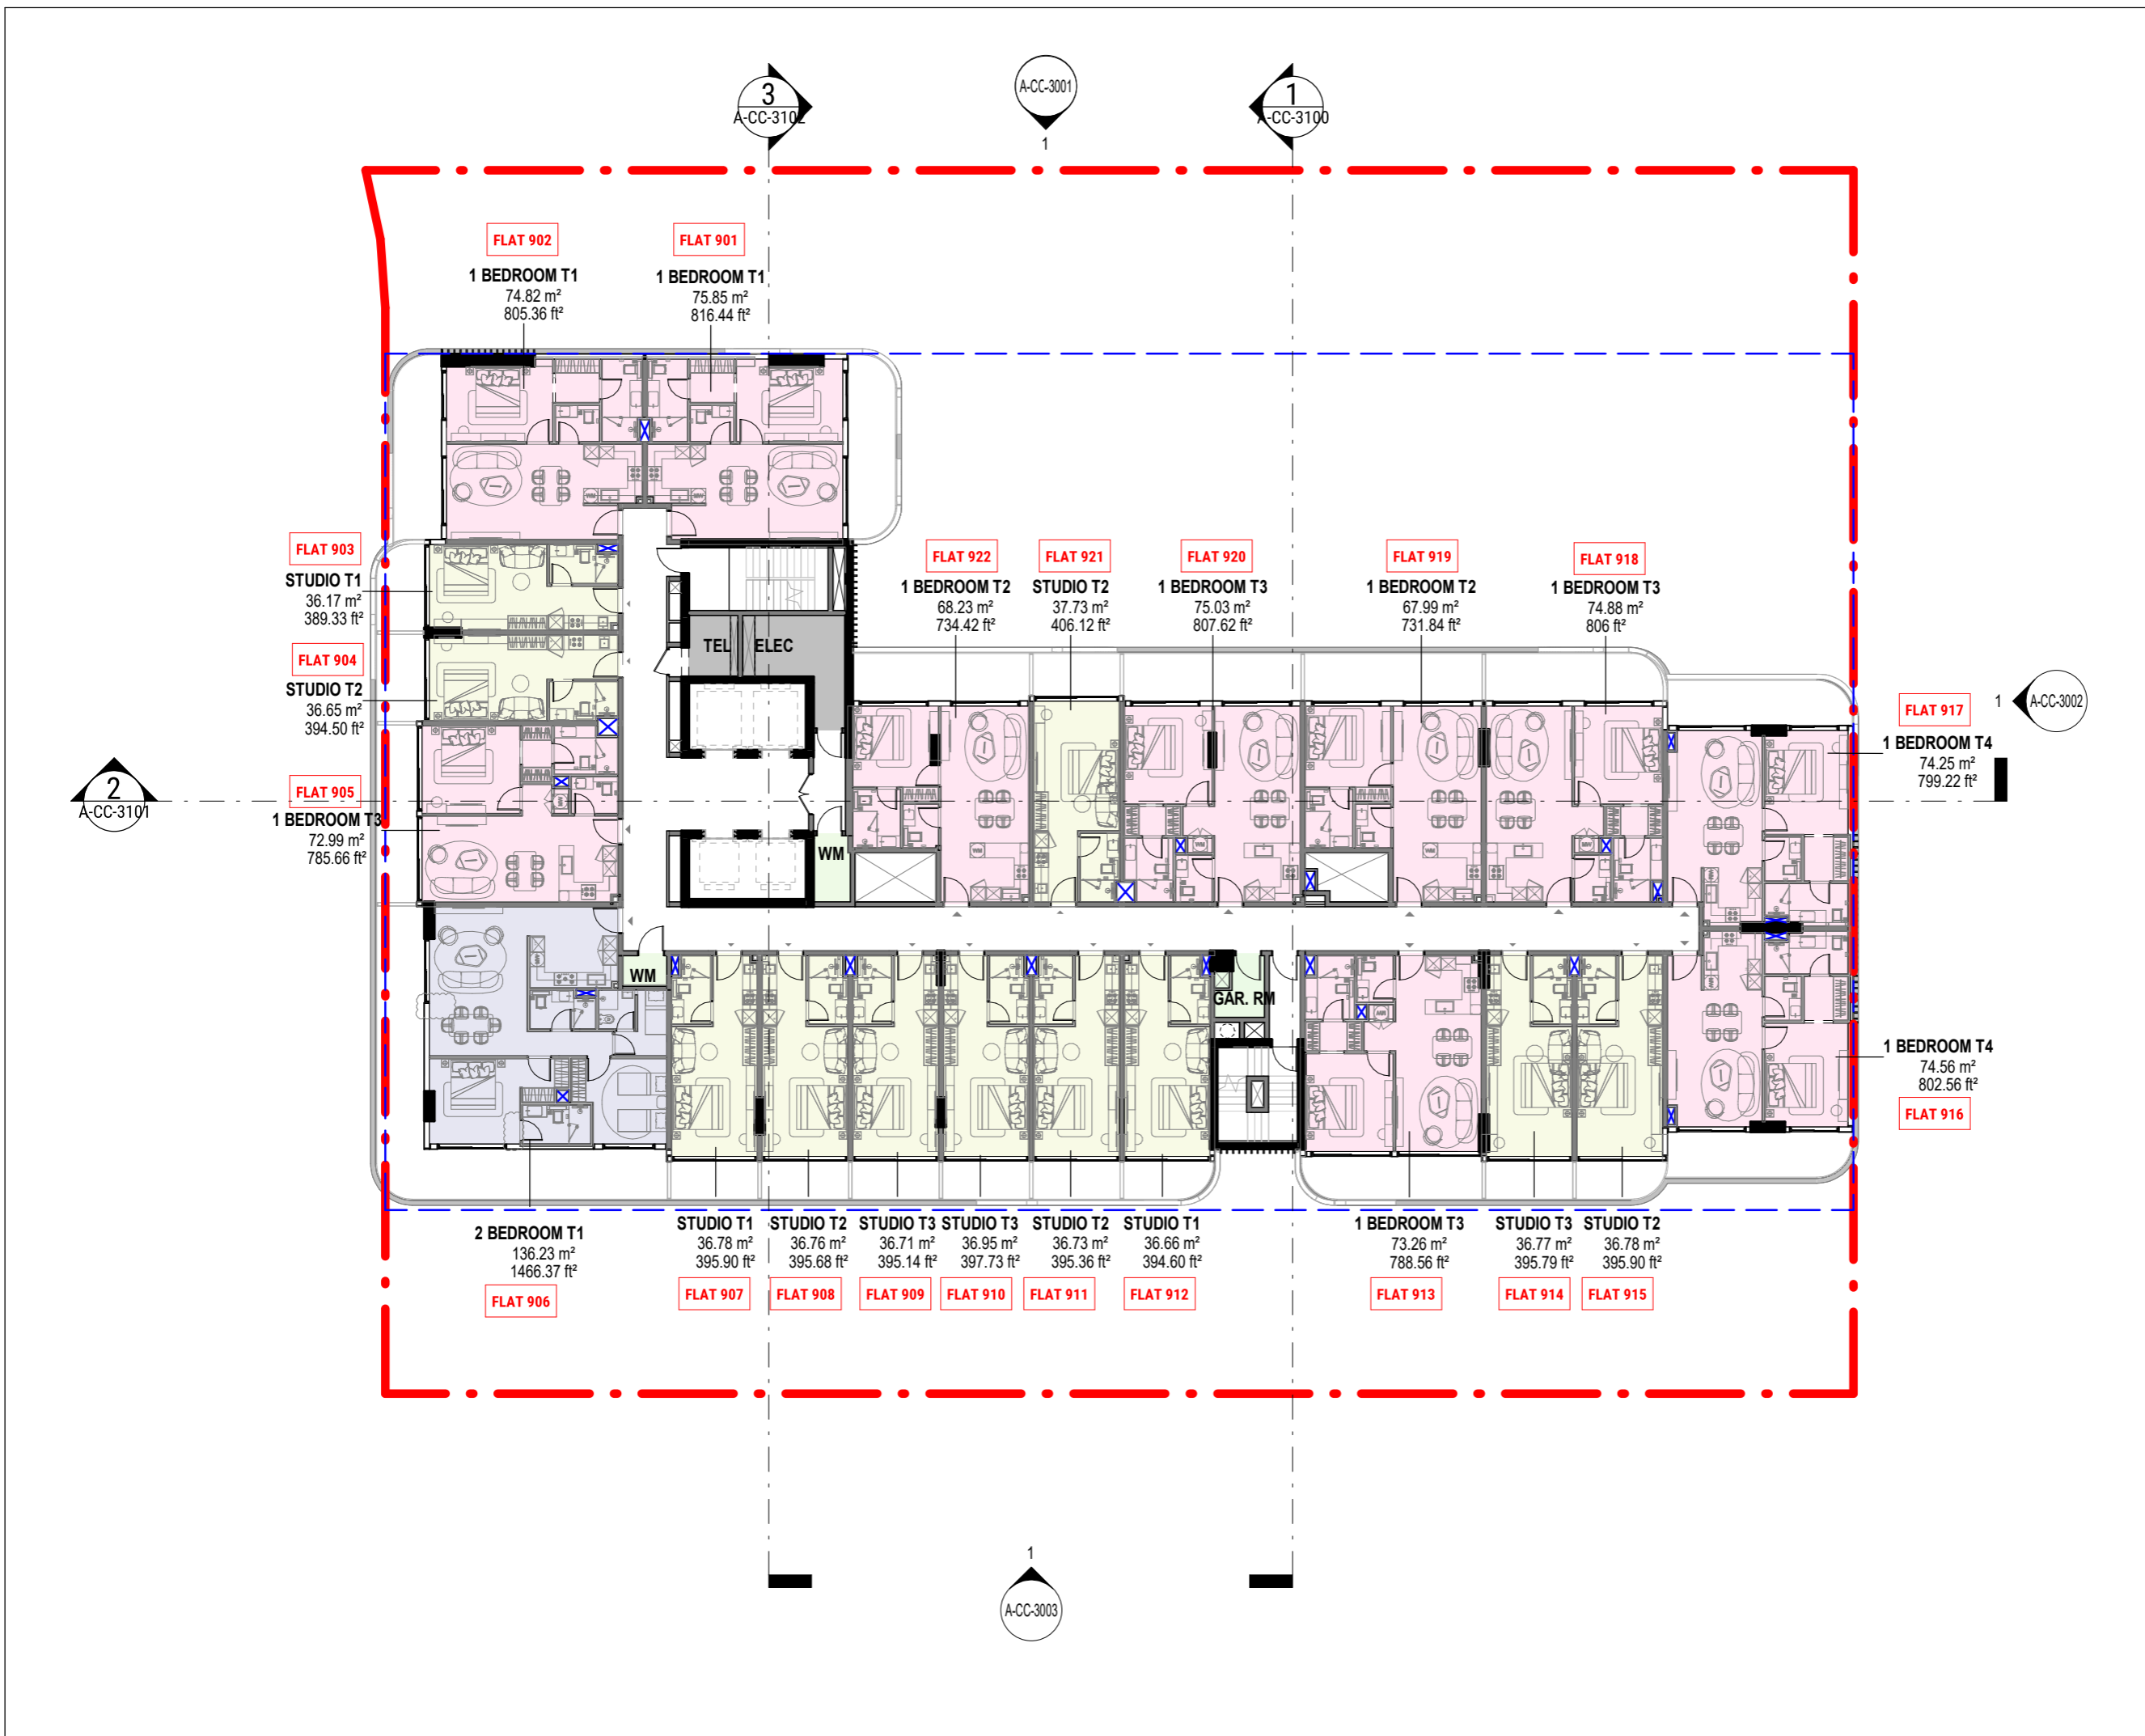 3
A-CC-3102
A-CC-3001
1
1
A-CC-3100
FLAT 902
1 BEDROOM T1
74.82 m²
805.36 ft²
FLAT 901
1 BEDROOM T1
75.85 m²
816.44 ft²
FLAT 903
STUDIO T1
36.17 m²
389.33 ft²
FLAT 904
STUDIO T2
36.65 m²
394.50 ft²
FLAT 905
1 BEDROOM T3
72.99 m²
785.66 ft²
2
A-CC-3101
TEL
ELEC
FLAT 922
1 BEDROOM T2
68.23 m²
734.42 ft²
FLAT 921
STUDIO T2
37.73 m²
406.12 ft²
FLAT 920
1 BEDROOM T3
75.03 m²
807.62 ft²
FLAT 919
1 BEDROOM T2
67.99 m²
731.84 ft²
FLAT 918
1 BEDROOM T3
74.88 m²
806 ft²
FLAT 917
1 BEDROOM T4
74.25 m²
799.22 ft²
1
A-CC-3002
WM
WM
GAR. RM
1 BEDROOM T4
74.56 m²
802.56 ft²
FLAT 916
2 BEDROOM T1
136.23 m²
1466.37 ft²
FLAT 906
STUDIO T1
36.78 m²
395.90 ft²
FLAT 907
STUDIO T2
36.76 m²
395.68 ft²
FLAT 908
STUDIO T3
36.71 m²
395.14 ft²
FLAT 909
STUDIO T3
36.95 m²
397.73 ft²
FLAT 910
STUDIO T2
36.73 m²
395.36 ft²
FLAT 911
STUDIO T1
36.66 m²
394.60 ft²
FLAT 912
1 BEDROOM T3
73.26 m²
788.56 ft²
FLAT 913
STUDIO T3
36.77 m²
395.79 ft²
FLAT 914
STUDIO T2
36.78 m²
395.90 ft²
FLAT 915
1
A-CC-3003